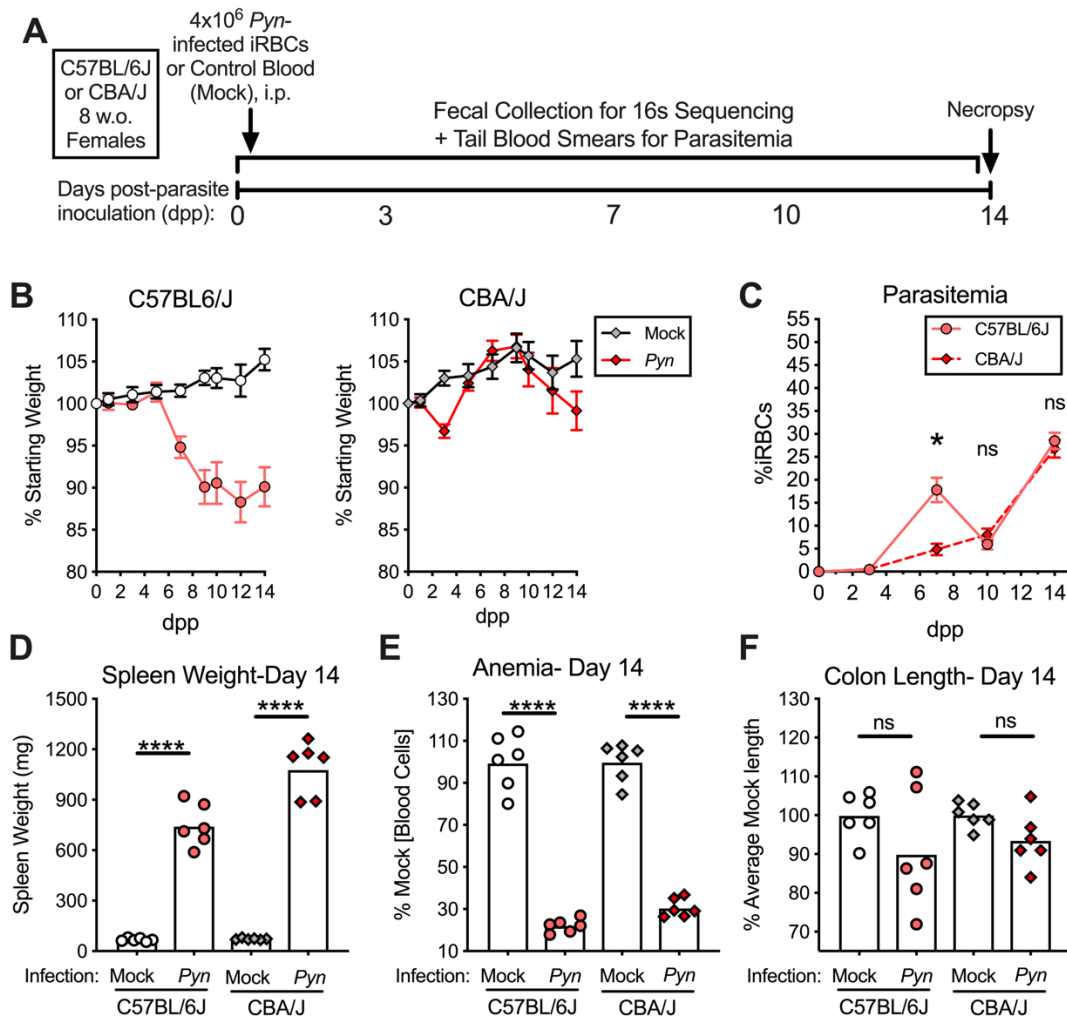 A
C57BL/6J
or CBA/J
8 w.o.
Females
4x10⁶ Pyn-
infected iRBCs
or Control Blood
(Mock), i.p.
Fecal Collection for 16s Sequencing
+ Tail Blood Smears for Parasitemia
Necropsy
Days post-parasite
inoculation (dpp):
0 3 7 10 14
B
C57BL6/J
% Starting Weight
110
105
100
95
90
85
80
0 2 4 6 8 10 12 14
dpp
CBA/J
% Starting Weight
110
105
100
95
90
85
80
0 2 4 6 8 10 12 14
dpp
Mock
Pyn
C
Parasitemia
C57BL/6J
CBA/J
%iRBCs
55
50
45
40
35
30
25
20
15
10
5
0
* ns ns
0 2 4 6 8 10 12 14
dpp
D
Spleen Weight-Day 14
Spleen Weight (mg)
1500
1200
900
600
300
0
**** ****
Infection: Mock Pyn Mock Pyn
C57BL/6J CBA/J
E
Anemia- Day 14
% Mock [Blood Cells]
130
110
90
70
50
30
10
**** ****
Infection: Mock Pyn Mock Pyn
C57BL/6J CBA/J
F
Colon Length- Day 14
% Average Mock length
130
120
110
100
90
80
70
ns ns
Infection: Mock Pyn Mock Pyn
C57BL/6J CBA/J